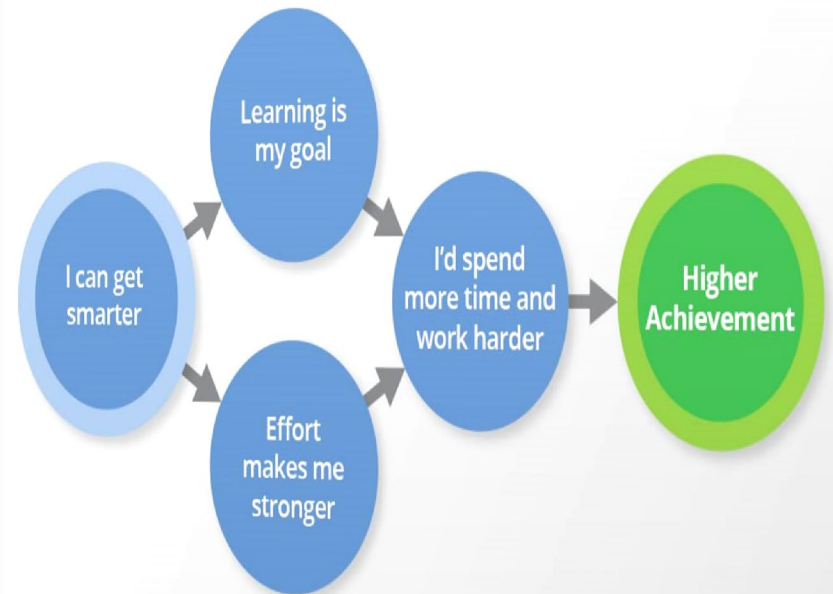 Learning is
my goal
I can get
smarter
I'd spend
more time and
work harder
Higher
Achievement
Effort
makes me
stronger